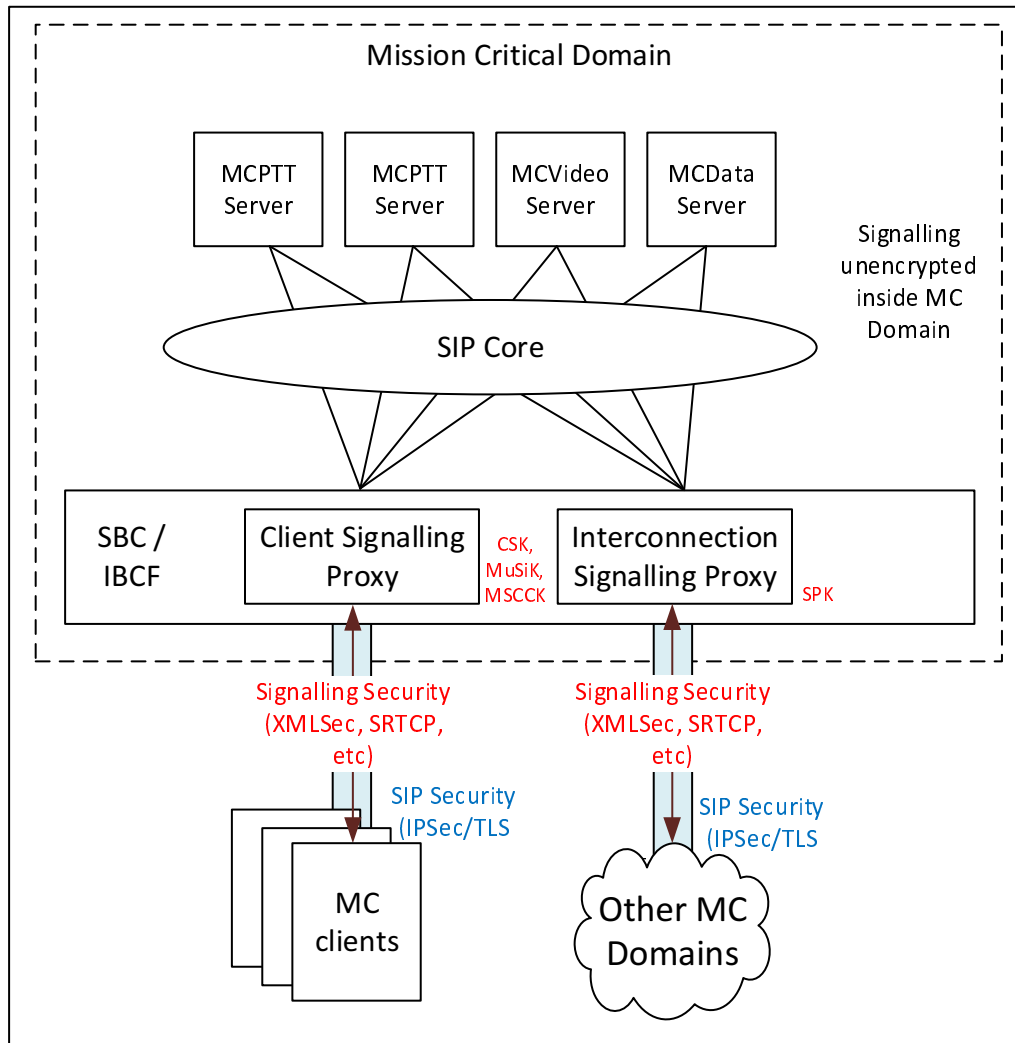 Mission Critical Domain
MCPTT
Server
MCPTT
Server
MCVideo
Server
MCData
Server
Signalling
unencrypted
inside MC
Domain
SIP Core
SBC /
IBCF
Client Signalling
Proxy
CSK,
MuSiK,
MSCCK
Interconnection
Signalling Proxy
SPK
Signalling Security
(XMLSec, SRTCP,
etc)
Signalling Security
(XMLSec, SRTCP,
etc)
SIP Security
(IPSec/TLS
SIP Security
(IPSec/TLS
MC
clients
Other MC
Domains